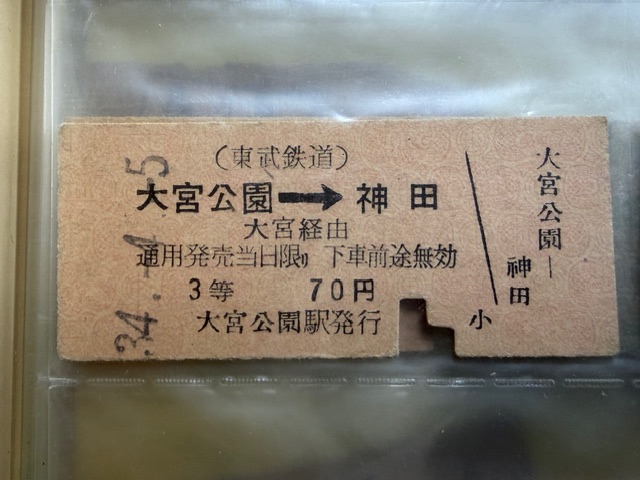 34.-4.-5
(東武鉄道)
大宮公園→神田
大宮経由
通用発売当日限り 下車前途無効
3等 70円
大宮公園駅発行
小
大宮公園―
神田